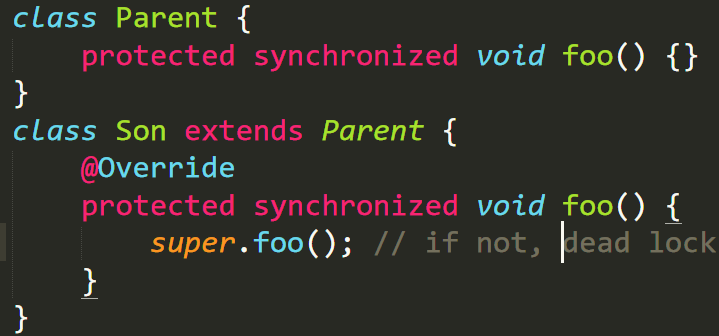 class Parent {
    protected synchronized void foo() {}
}
class Son extends Parent {
    @Override
    protected synchronized void foo() {
        super.foo(); // if not, dead lock
    }
}